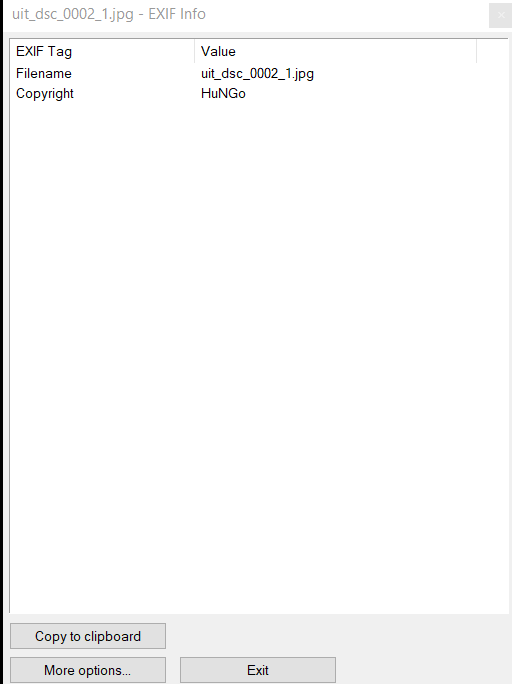 uit_dsc_0002_1.jpg - EXIF Info
EXIF Tag Value
Filename uit_dsc_0002_1.jpg
Copyright HuNGo
Copy to clipboard
More options... Exit